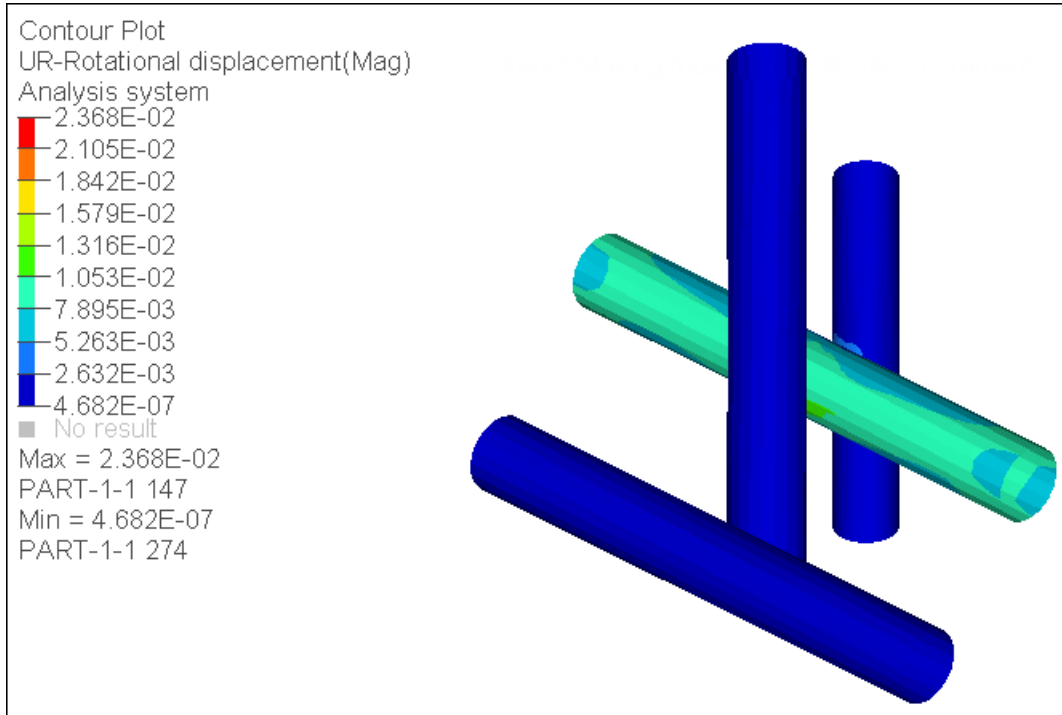 Contour Plot
UR-Rotational displacement(Mag)
Analysis system
2.368E-02
2.105E-02
1.842E-02
1.579E-02
1.316E-02
1.053E-02
7.895E-03
5.263E-03
2.632E-03
4.682E-07
No result
Max = 2.368E-02
PART-1-1 147
Min = 4.682E-07
PART-1-1 274